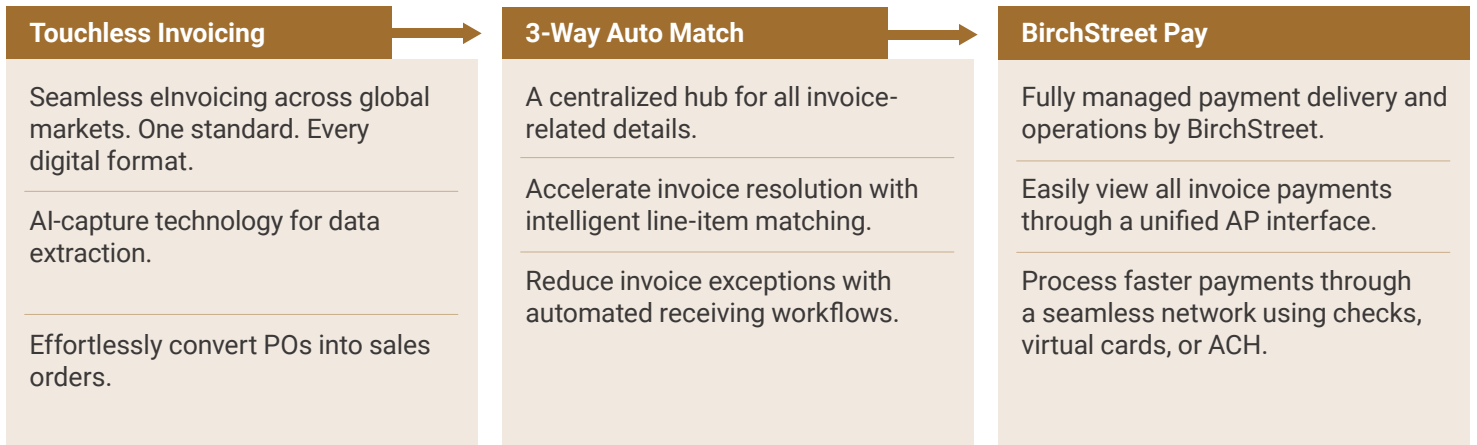 Touchless Invoicing
Seamless eInvoicing across global
markets. One standard. Every
digital format.
AI-capture technology for data
extraction.
Effortlessly convert POs into sales
orders.
3-Way Auto Match
A centralized hub for all invoice-
related details.
Accelerate invoice resolution with
intelligent line-item matching.
Reduce invoice exceptions with
automated receiving workflows.
BirchStreet Pay
Fully managed payment delivery and
operations by BirchStreet.
Easily view all invoice payments
through a unified AP interface.
Process faster payments through
a seamless network using checks,
virtual cards, or ACH.